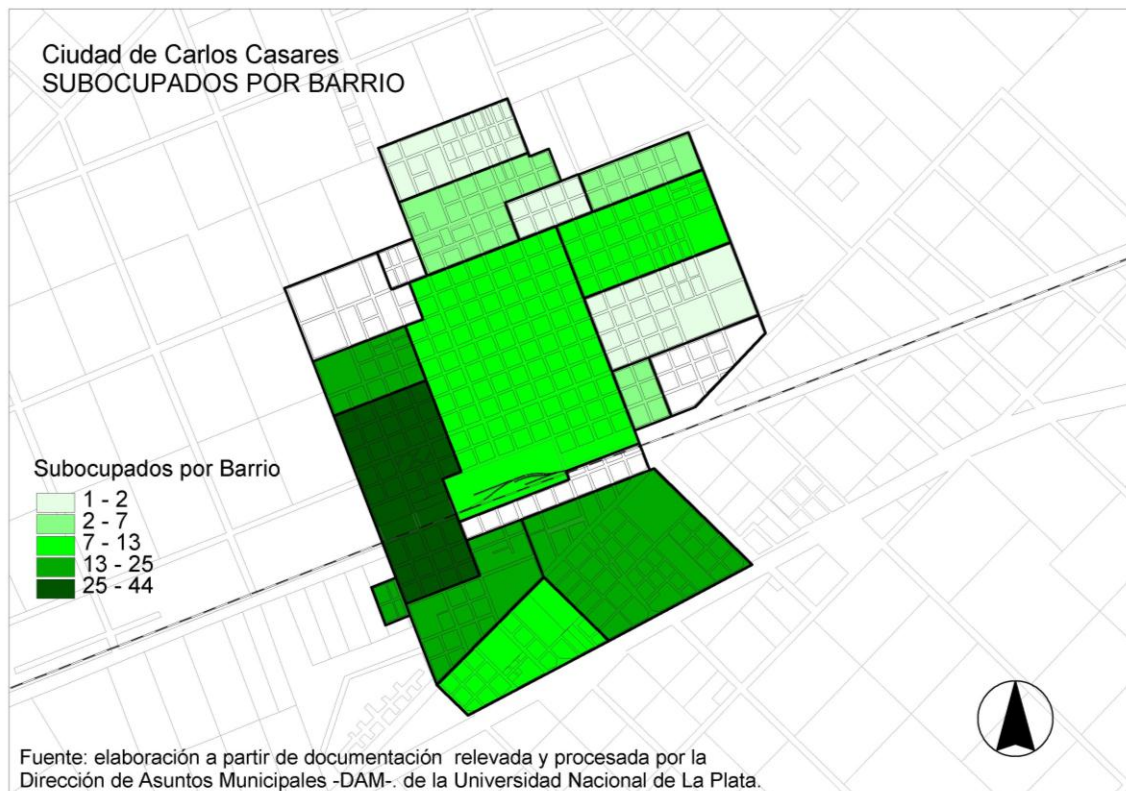 Ciudad de Carlos Casares
SUBOCUPADOS POR BARRIO
Subocupados por Barrio
1 - 2
2 - 7
7 - 13
13 - 25
25 - 44
Fuente: elaboración a partir de documentación relevada y procesada por la
Dirección de Asuntos Municipales -DAM-. de la Universidad Nacional de La Plata.